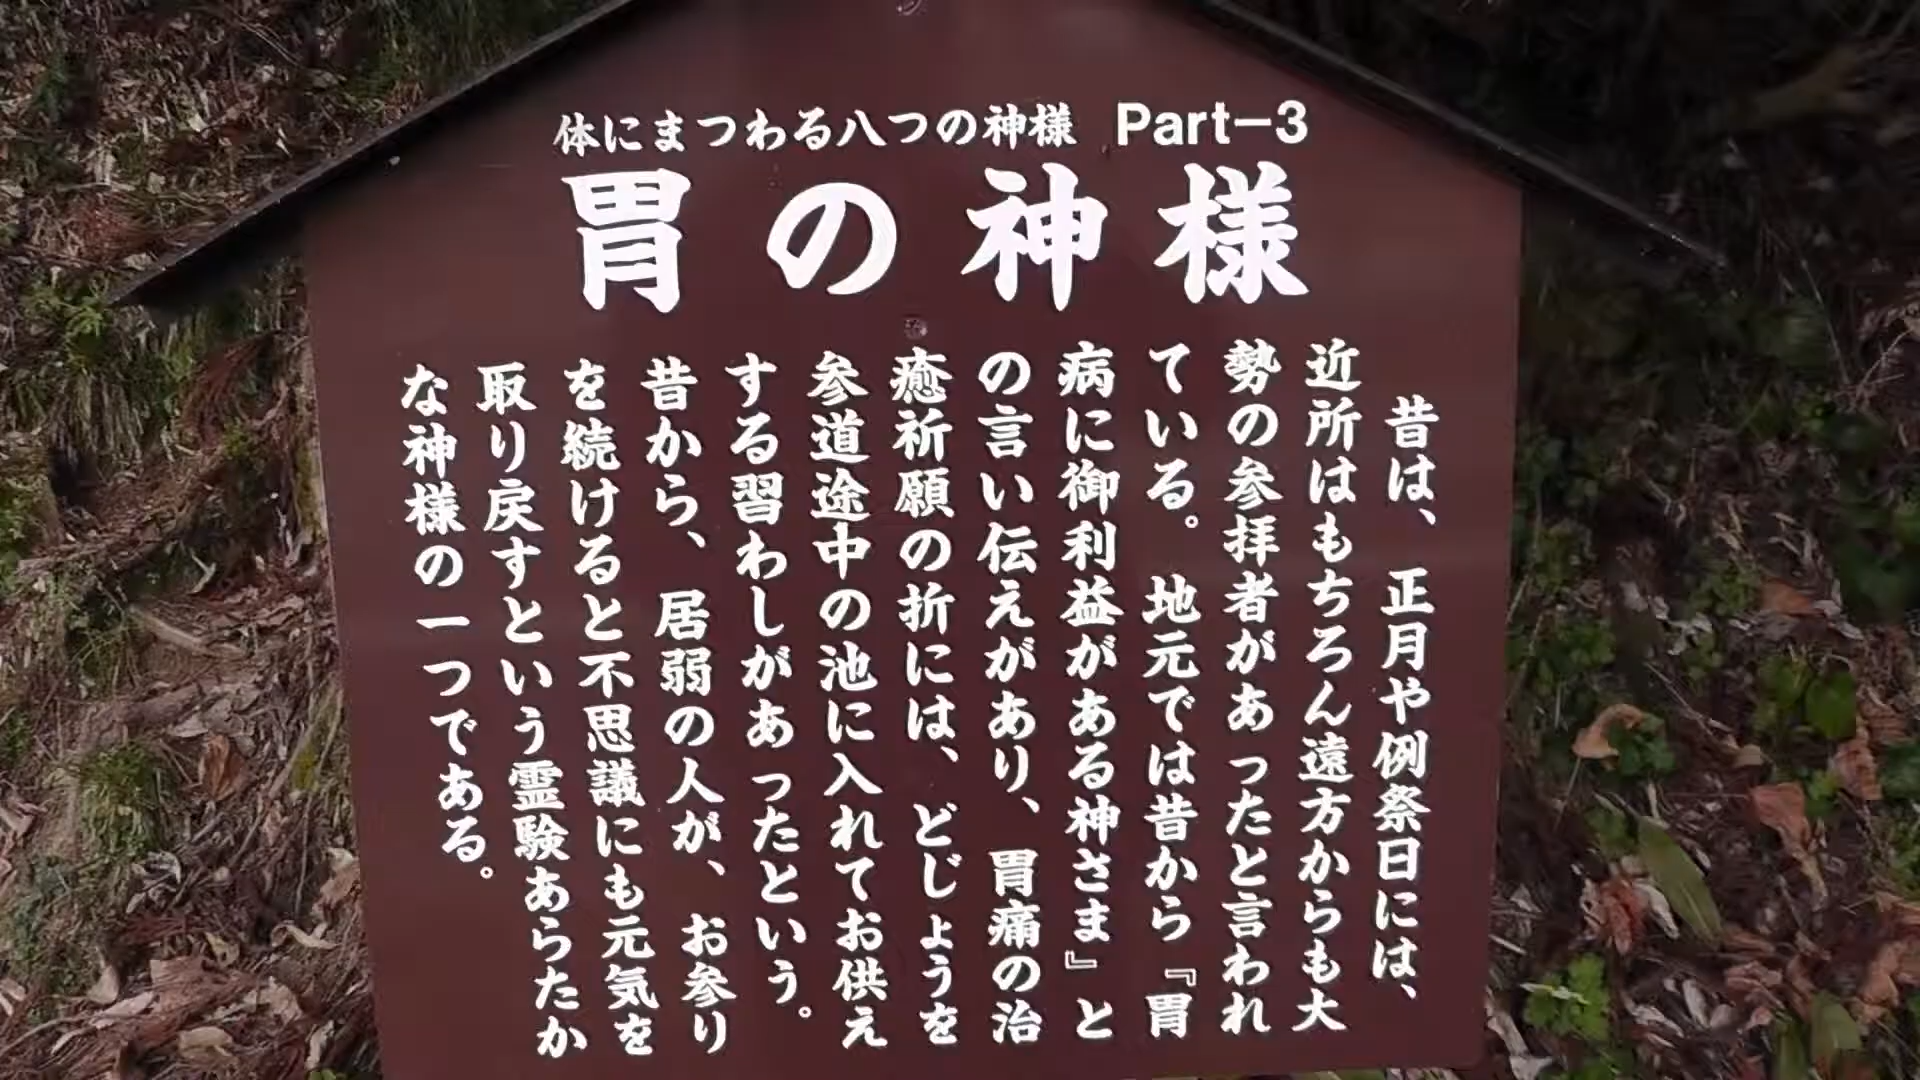 体にまつわる八つの神様 Part-3
胃の神様
昔は、正月や例祭日には、
近所はもちろん遠方からも大
勢の参拝者があったと言われ
ている。地元では昔から『胃
病に御利益がある神さま』と
の言い伝えがあり、胃痛の治
癒祈願の折には、どじょうを
参道途中の池に入れてお供え
する習わしがあったという。
昔から、居弱の人が、お参り
を続けると不思議にも元気を
取り戻すという霊験あらたか
な神様の一つである。